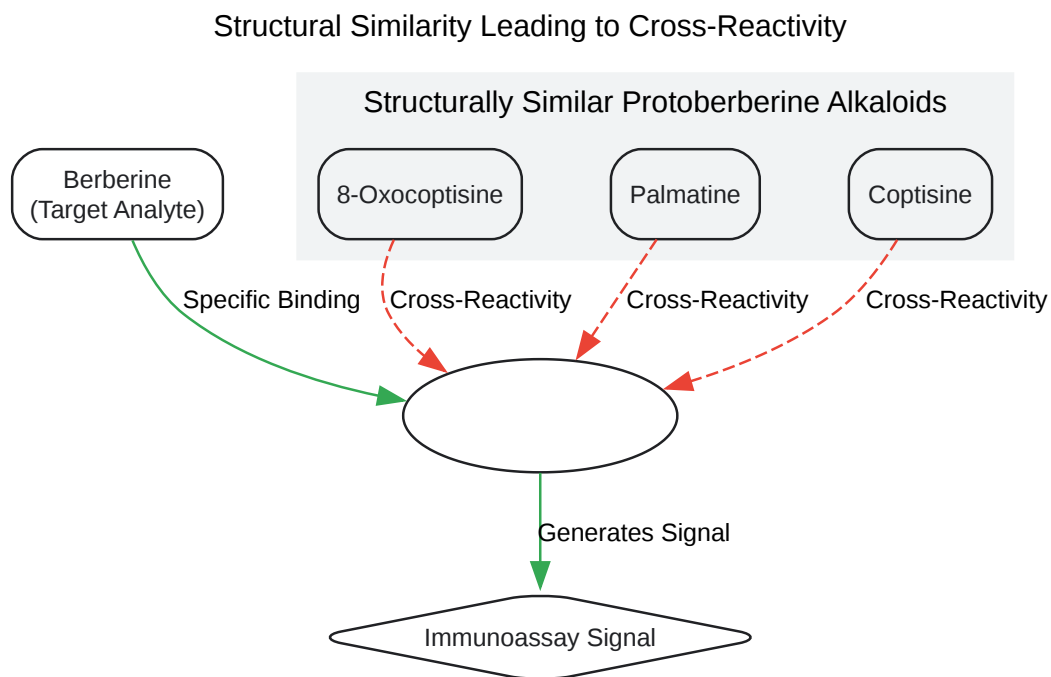 Structural Similarity Leading to Cross-Reactivity
Structurally Similar Protoberberine Alkaloids
Berberine
(Target Analyte)
8-Oxocoptisine
Palmatine
Coptisine
Specific Binding
Cross-Reactivity
Cross-Reactivity
Cross-Reactivity
Generates Signal
Immunoassay Signal